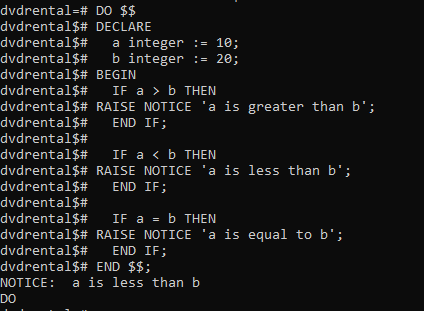 dvdrental=# DO $$
dvdrental$# DECLARE
dvdrental$#   a integer := 10;
dvdrental$#   b integer := 20;
dvdrental$# BEGIN
dvdrental$#   IF a > b THEN
dvdrental$# RAISE NOTICE 'a is greater than b';
dvdrental$#   END IF;
dvdrental$#
dvdrental$#   IF a < b THEN
dvdrental$# RAISE NOTICE 'a is less than b';
dvdrental$#   END IF;
dvdrental$#
dvdrental$#   IF a = b THEN
dvdrental$# RAISE NOTICE 'a is equal to b';
dvdrental$#   END IF;
dvdrental$# END $$;
NOTICE:  a is less than b
DO